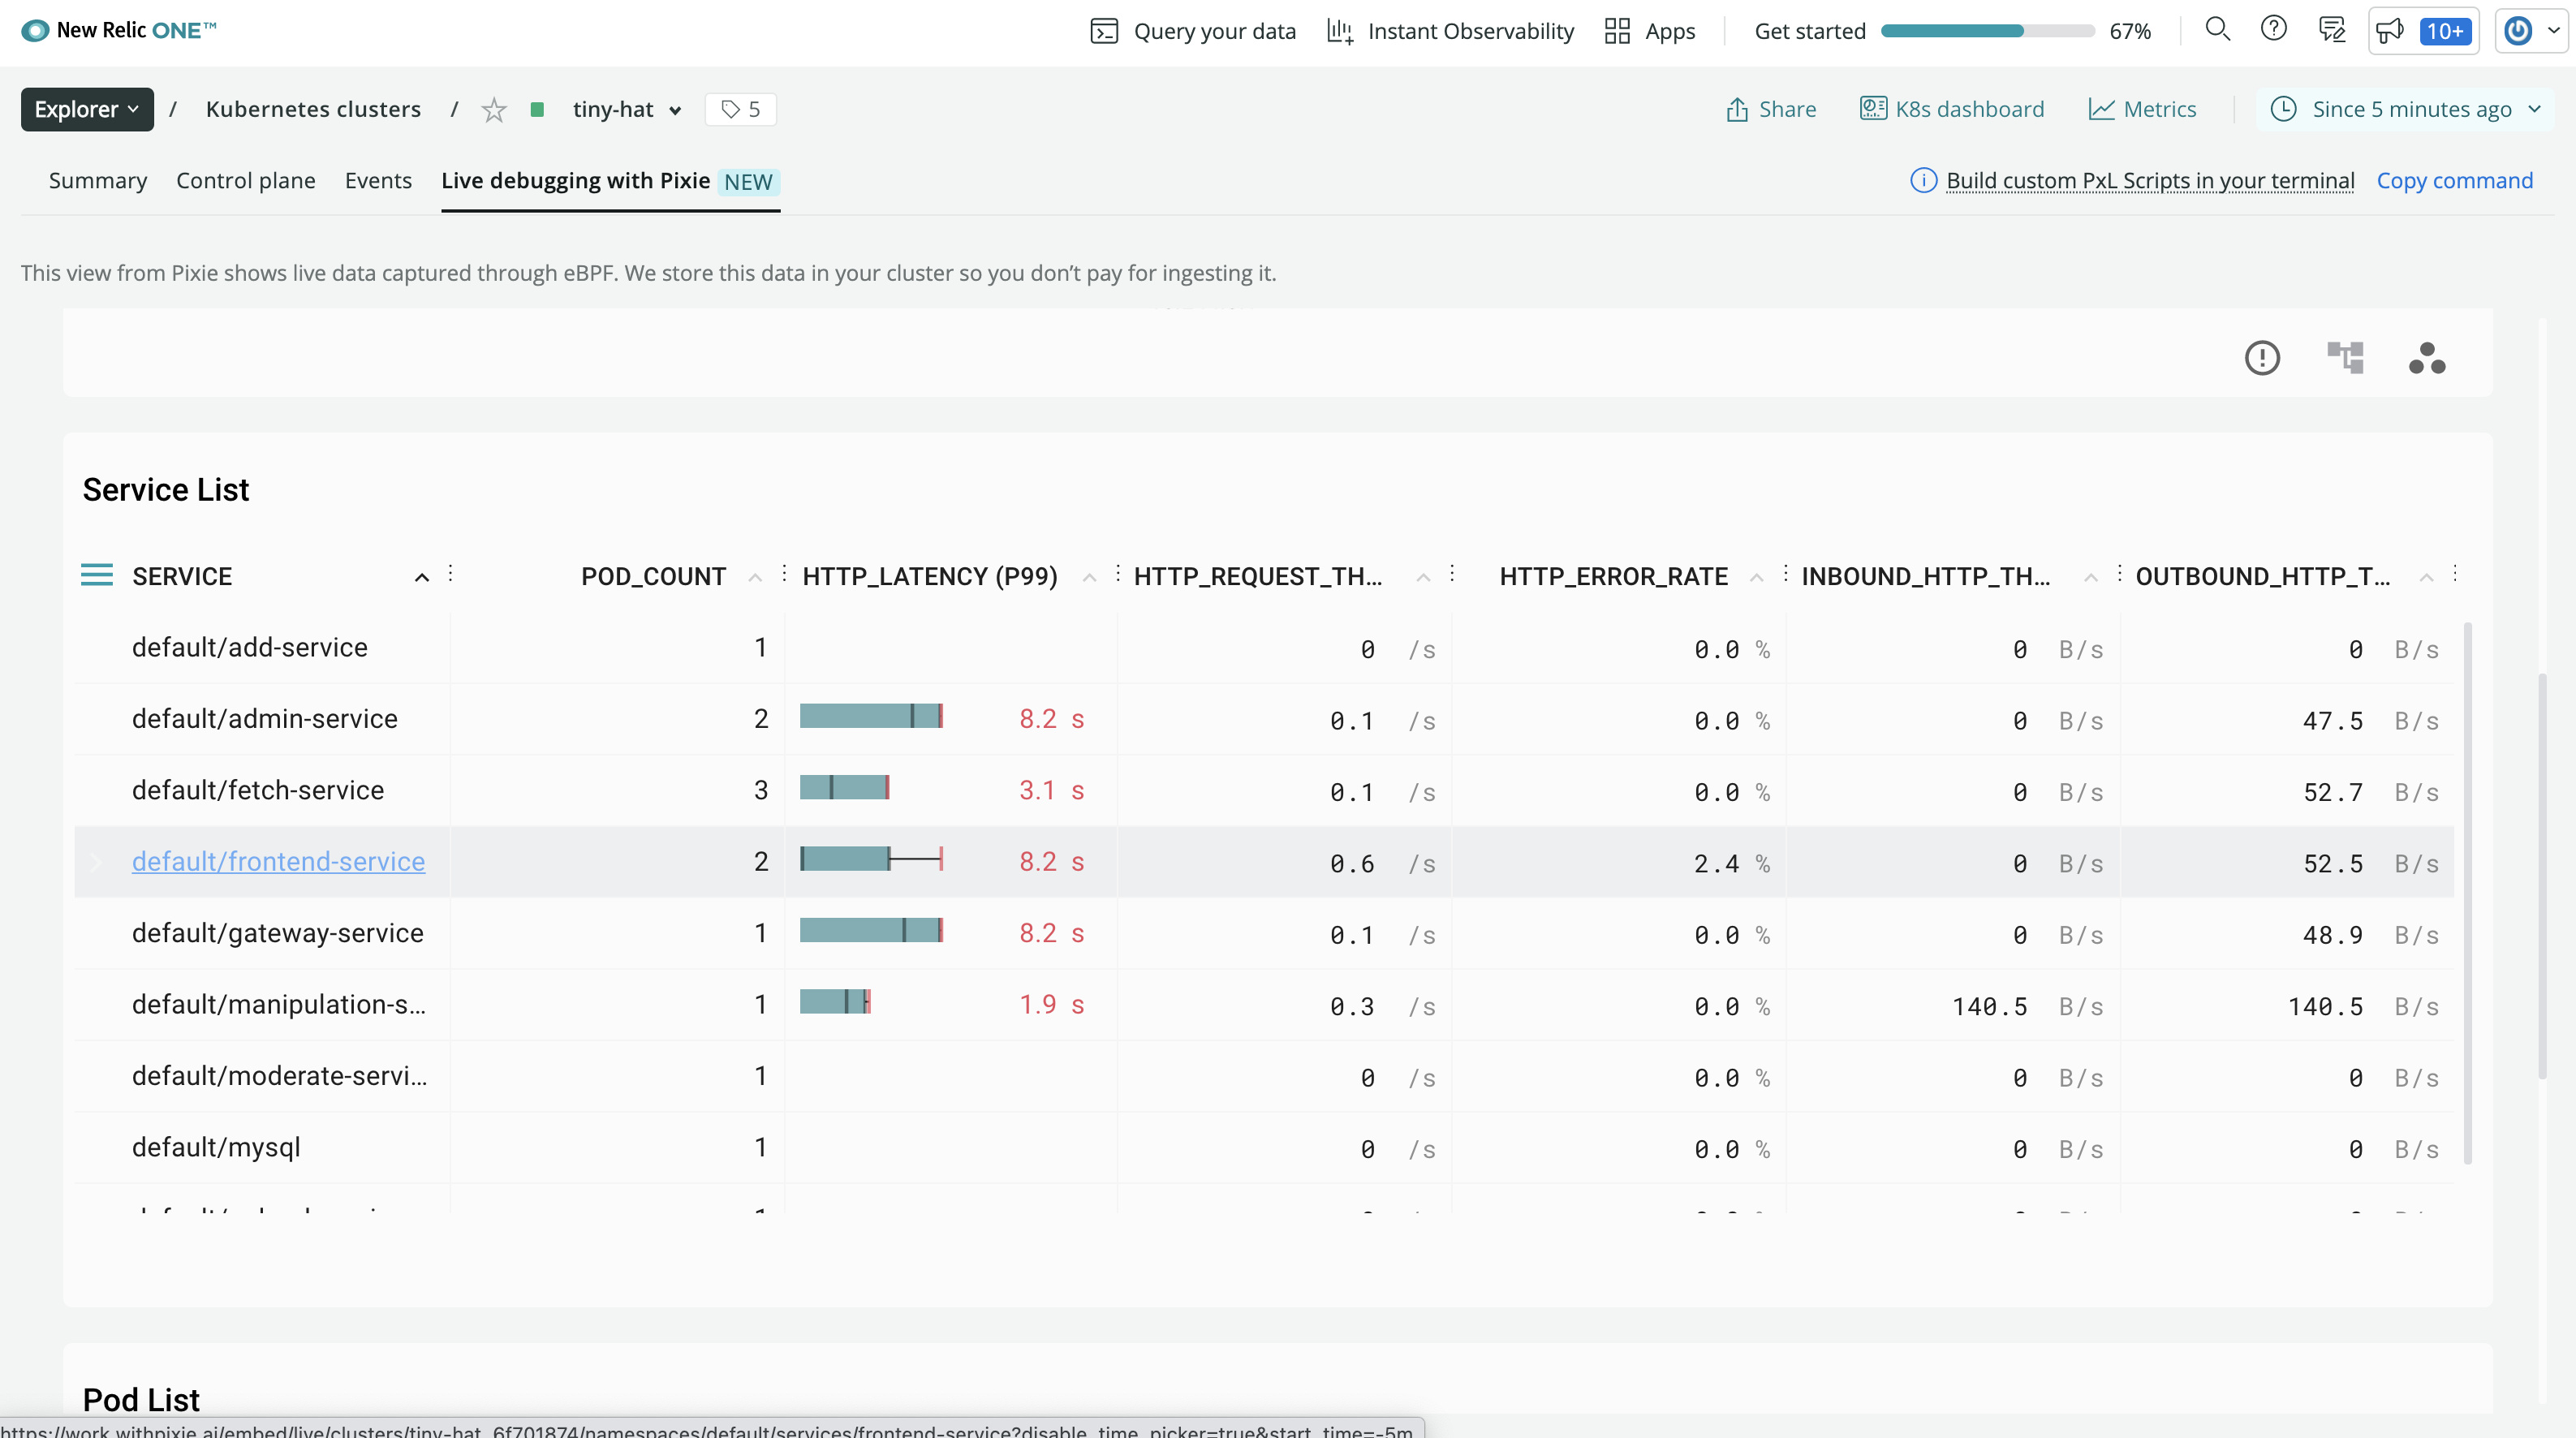 New Relic ONE™ Query your data Instant Observability Apps Get started 67% 10+
Explorer / Kubernetes clusters / tiny-hat 5 Share K8s dashboard Metrics Since 5 minutes ago
Summary Control plane Events Live debugging with Pixie NEW Build custom PxL Scripts in your terminal Copy command
This view from Pixie shows live data captured through eBPF. We store this data in your cluster so you don’t pay for ingesting it.
Service List
SERVICE POD_COUNT HTTP_LATENCY (P99) HTTP_REQUEST_TH... HTTP_ERROR_RATE INBOUND_HTTP_TH... OUTBOUND_HTTP_T...
default/add-service 1 0 /s 0.0 % 0 B/s 0 B/s
default/admin-service 2 8.2 s 0.1 /s 0.0 % 0 B/s 47.5 B/s
default/fetch-service 3 3.1 s 0.1 /s 0.0 % 0 B/s 52.7 B/s
default/frontend-service 2 8.2 s 0.6 /s 2.4 % 0 B/s 52.5 B/s
default/gateway-service 1 8.2 s 0.1 /s 0.0 % 0 B/s 48.9 B/s
default/manipulation-s... 1 1.9 s 0.3 /s 0.0 % 140.5 B/s 140.5 B/s
default/moderate-servi... 1 0 /s 0.0 % 0 B/s 0 B/s
default/mysql 1 0 /s 0.0 % 0 B/s 0 B/s
Pod List
https://work.withpixie.ai/embed/live/clusters/tiny-hat_6f701874/namespaces/default/services/frontend-service?disable_time_picker=true&start_time=-5m